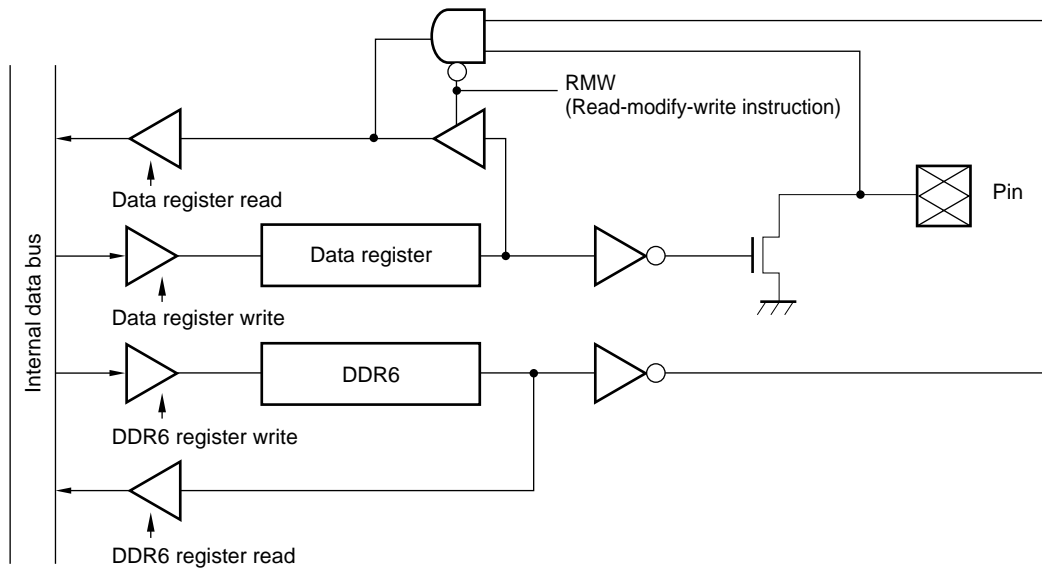 RMW
(Read-modify-write instruction)
Data register read
Pin
Data register
Data register write
Internal data bus
DDR6
DDR6 register write
DDR6 register read